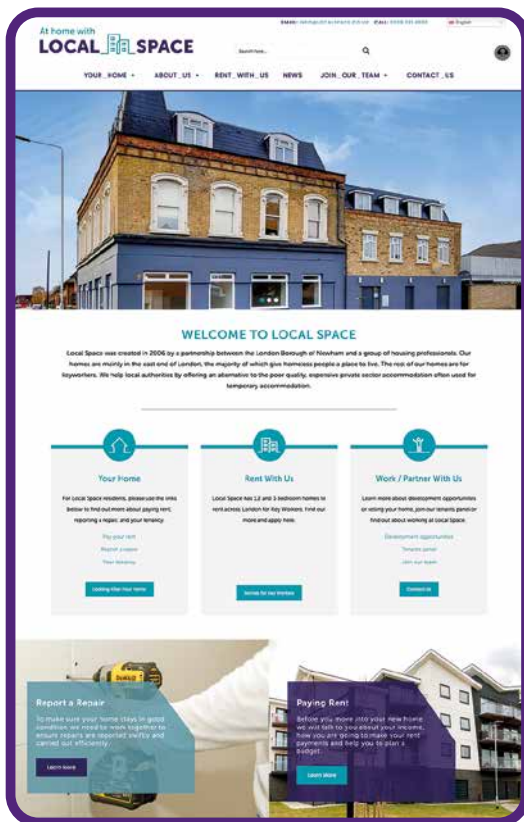 English
At home with
LOCAL SPACE
Search here...
YOUR_HOME
ABOUT_US
RENT_WITH_US
NEWS
JOIN_OUR_TEAM
CONTACT_US
WELCOME TO LOCAL SPACE
Local Space was created in 2006 by a partnership between the London Borough of Newham and a group of housing professionals. Our
homes are mainly in the east end of London, the majority of which give homeless people a place to live. The rest of our homes are for
keyworkers. We help local authorities by offering an alternative to the poor quality, expensive private sector accommodation often used for
temporary accommodation.
Your Home
For Local Space residents, please use the links
below to find out more about paying rent,
reporting a repair, and your tenancy.
Pay your rent
Report a repair
Your tenancy
Looking After Your Home
Rent With Us
Local Space has 1,2 and 3 bedroom homes to
rent across London for Key Workers. Find out
more and apply here.
Homes for Key Workers
Work / Partner With Us
Learn more about development opportunities
or selling your home, join our tenants panel or
find out about working at Local Space.
Development opportunities
Tenants panel
Join our team
Contact Us
DEWALT
Report a Repair
To make sure your home stays in good
condition, we need to work together to
ensure repairs are reported swiftly and
carried out efficiently.
Learn More
Paying Rent
Before you move into your new home
we will talk to you about your income,
how you are going to make your rent
payments and help you to plan a
budget.
Learn More